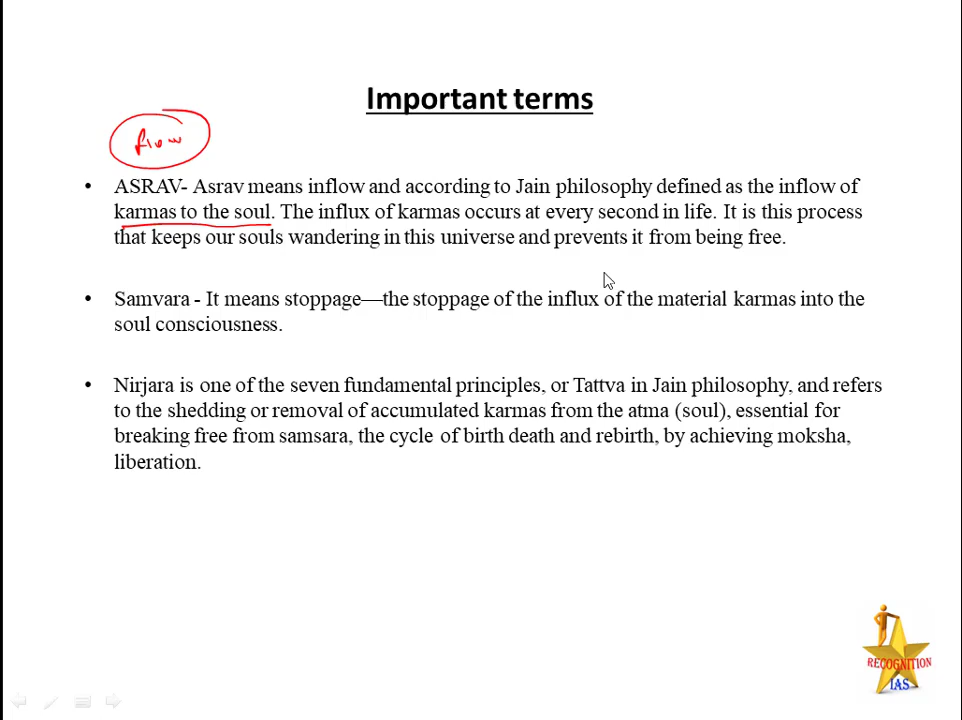 Important terms
flow
• ASRAV- Asrav means inflow and according to Jain philosophy defined as the inflow of
karmas to the soul. The influx of karmas occurs at every second in life. It is this process
that keeps our souls wandering in this universe and prevents it from being free.
• Samvara - It means stoppage—the stoppage of the influx of the material karmas into the
soul consciousness.
• Nirjara is one of the seven fundamental principles, or Tattva in Jain philosophy, and refers
to the shedding or removal of accumulated karmas from the atma (soul), essential for
breaking free from samsara, the cycle of birth death and rebirth, by achieving moksha,
liberation.
RECOGNITION
IAS